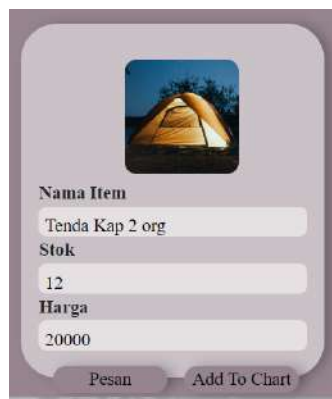 Nama Item
Tenda Kap 2 org
Stok
12
Harga
20000
Pesan Add To Chart